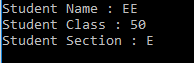 Student Name : EE
Student Class : 50
Student Section : E